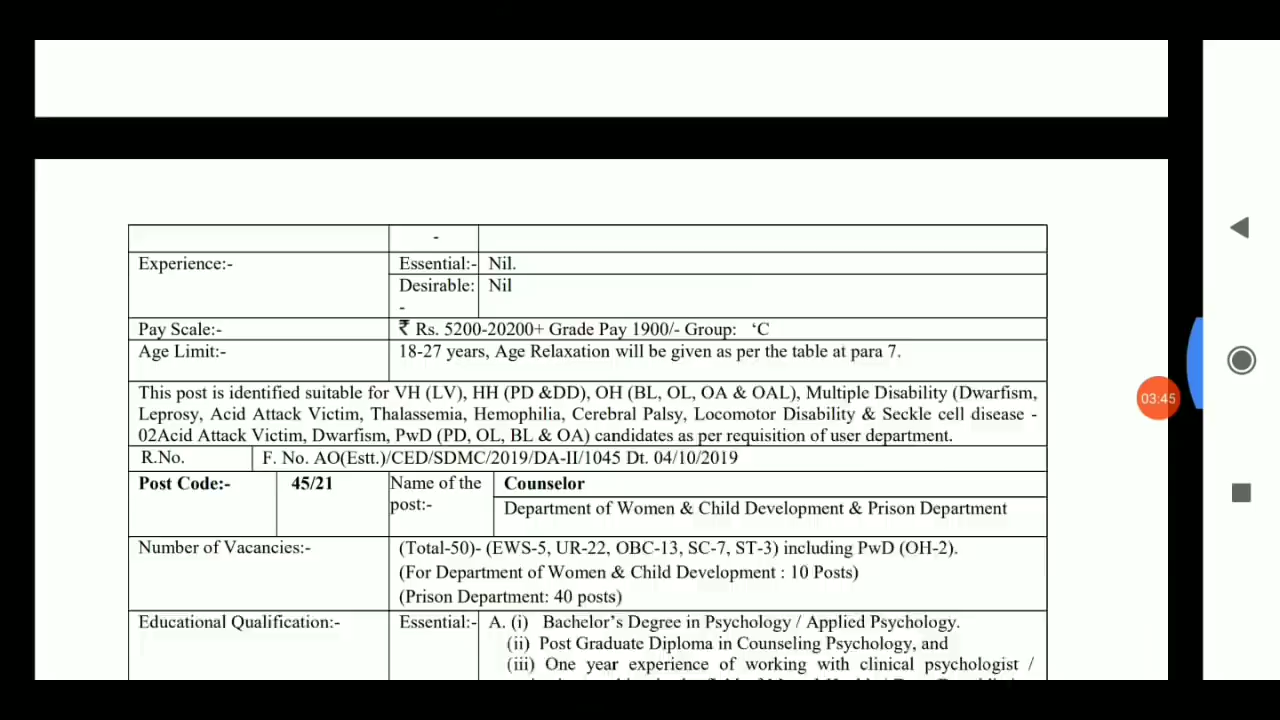 -
Experience:- Essential:- Nil.
Desirable: Nil
-
Pay Scale:- ₹ Rs. 5200-20200+ Grade Pay 1900/- Group: ‘C
Age Limit:- 18-27 years, Age Relaxation will be given as per the table at para 7.
This post is identified suitable for VH (LV), HH (PD &DD), OH (BL, OL, OA & OAL), Multiple Disability (Dwarfism,
Leprosy, Acid Attack Victim, Thalassemia, Hemophilia, Cerebral Palsy, Locomotor Disability & Seckle cell disease -
02Acid Attack Victim, Dwarfism, PwD (PD, OL, BL & OA) candidates as per requisition of user department.
R.No. F. No. AO(Estt.)/CED/SDMC/2019/DA-II/1045 Dt. 04/10/2019
Post Code:- 45/21 Name of the Counselor
post:- Department of Women & Child Development & Prison Department
Number of Vacancies:- (Total-50)- (EWS-5, UR-22, OBC-13, SC-7, ST-3) including PwD (OH-2).
(For Department of Women & Child Development : 10 Posts)
(Prison Department: 40 posts)
Educational Qualification:- Essential:- A. (i) Bachelor’s Degree in Psychology / Applied Psychology.
(ii) Post Graduate Diploma in Counseling Psychology, and
(iii) One year experience of working with clinical psychologist /
03:45